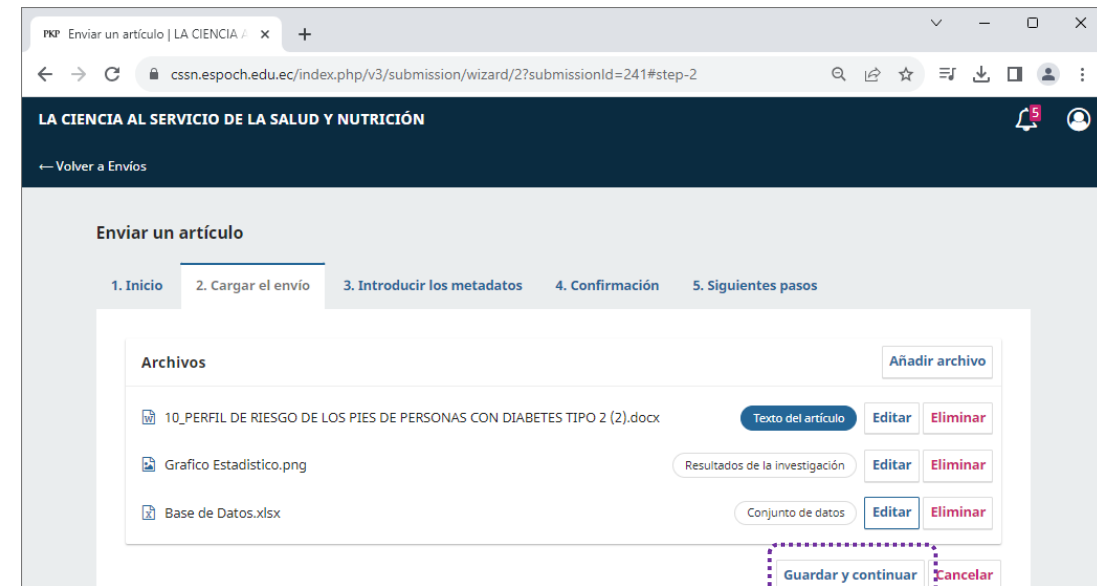 PKP Enviar un artículo | LA CIENCIA A
cssn.espoch.edu.ec/index.php/v3/submission/wizard/2?submissionId=241#step-2
LA CIENCIA AL SERVICIO DE LA SALUD Y NUTRICIÓN
5
←Volver a Envíos
Enviar un artículo
1. Inicio 2. Cargar el envío 3. Introducir los metadatos 4. Confirmación 5. Siguientes pasos
Archivos Añadir archivo
10_PERFIL DE RIESGO DE LOS PIES DE PERSONAS CON DIABETES TIPO 2 (2).docx Texto del artículo Editar Eliminar
Grafico Estadistico.png Resultados de la investigación Editar Eliminar
Base de Datos.xlsx Conjunto de datos Editar Eliminar
Guardar y continuar Cancelar